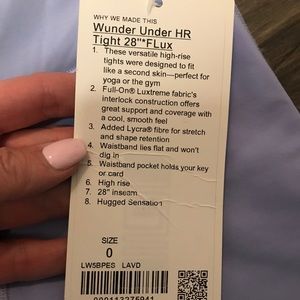 WHY WE MADE THIS
Wunder Under HR
Tight 28"*FLux
1. These versatile high-rise
tights were designed to fit
like a second skin—perfect for
yoga or the gym
2. Full-On® Luxtreme fabric's
interlock construction offers
great support and coverage with
a cool, smooth feel
3. Added Lycra® fibre for stretch
and shape retention
4. Waistband lies flat and won't
dig in
5. Waistband pocket holds your key
or card
6. High rise
7. 28" inseam
8. Hugged Sensation
SIZE
0
LW5BPES LAVD